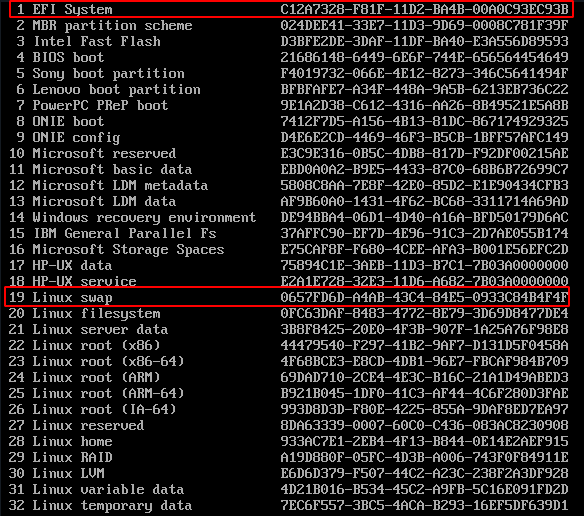 1 EFI System C12A7328-F81F-11D2-BA4B-00A0C93EC93B
2 MBR partition scheme 024DEE41-33E7-11D3-9D69-0008C781F39F
3 Intel Fast Flash D3BFE2DE-3DAF-11DF-BA40-E3A556D89593
4 BIOS boot 21686148-6449-6E6F-744E-656564454649
5 Sony boot partition F4019732-066E-4E12-8273-346C5641494F
6 Lenovo boot partition BFBFAFE7-A34F-448A-9A5B-6213EB736C22
7 PowerPC PReP boot 9E1A2D38-C612-4316-AA26-8B49521E5A8B
8 ONIE boot 7412F7D5-A156-4B13-81DC-867174929325
9 ONIE config D4E6E2CD-4469-46F3-B5CB-1BFF57AFC149
10 Microsoft reserved E3C9E316-0B5C-4DB8-817D-F92DF00215AE
11 Microsoft basic data EBD0A0A2-B9E5-4433-87C0-68B6B72699C7
12 Microsoft LDM metadata 5808C8AA-7E8F-42E0-85D2-E1E90434CFB3
13 Microsoft LDM data AF9B60A0-1431-4F62-BC68-3311714A69AD
14 Windows recovery environment DE94BBA4-06D1-4D40-A16A-BFD50179D6AC
15 IBM General Parallel Fs 37AFFC90-EF7D-4E96-91C3-2D7AE055B174
16 Microsoft Storage Spaces E75CAF8F-F680-4CEE-AFA3-B001E56EFC2D
17 HP-UX data 75894C1E-3AEB-11D3-B7C1-7B03A0000000
18 HP-UX service E2A1E728-32E3-11D6-A682-7B03A0000000
19 Linux swap 0657FD6D-A4AB-43C4-84E5-0933C84B4F4F
20 Linux filesystem 0FC63DAF-8483-4772-8E79-3D69D8477DE4
21 Linux server data 3B8F8425-20E0-4F3B-907F-1A25A76F98E8
22 Linux root (x86) 44479540-F297-41B2-9AF7-D131D5F0458A
23 Linux root (x86-64) 4F68BCE3-E8CD-4DB1-96E7-FBCAF984B709
24 Linux root (ARM) 69DAD710-2CE4-4E3C-B16C-21A1D49ABED3
25 Linux root (ARM-64) B921B045-1DF0-41C3-AF44-4C6F280D3FAE
26 Linux root (IA-64) 993D8D3D-F80E-4225-855A-9DAF8ED7EA97
27 Linux reserved 8DA63339-0007-60C0-C436-083AC8230908
28 Linux home 933AC7E1-2EB4-4F13-B844-0E14E2AEF915
29 Linux RAID A19D880F-05FC-4D3B-A006-743F0F84911E
30 Linux LVM E6D6D379-F507-44C2-A23C-238F2A3DF928
31 Linux variable data 4D21B016-B534-45C2-A9FB-5C16E091FD2D
32 Linux temporary data 7EC6F557-3BC5-4ACA-B293-16EF5DF639D1